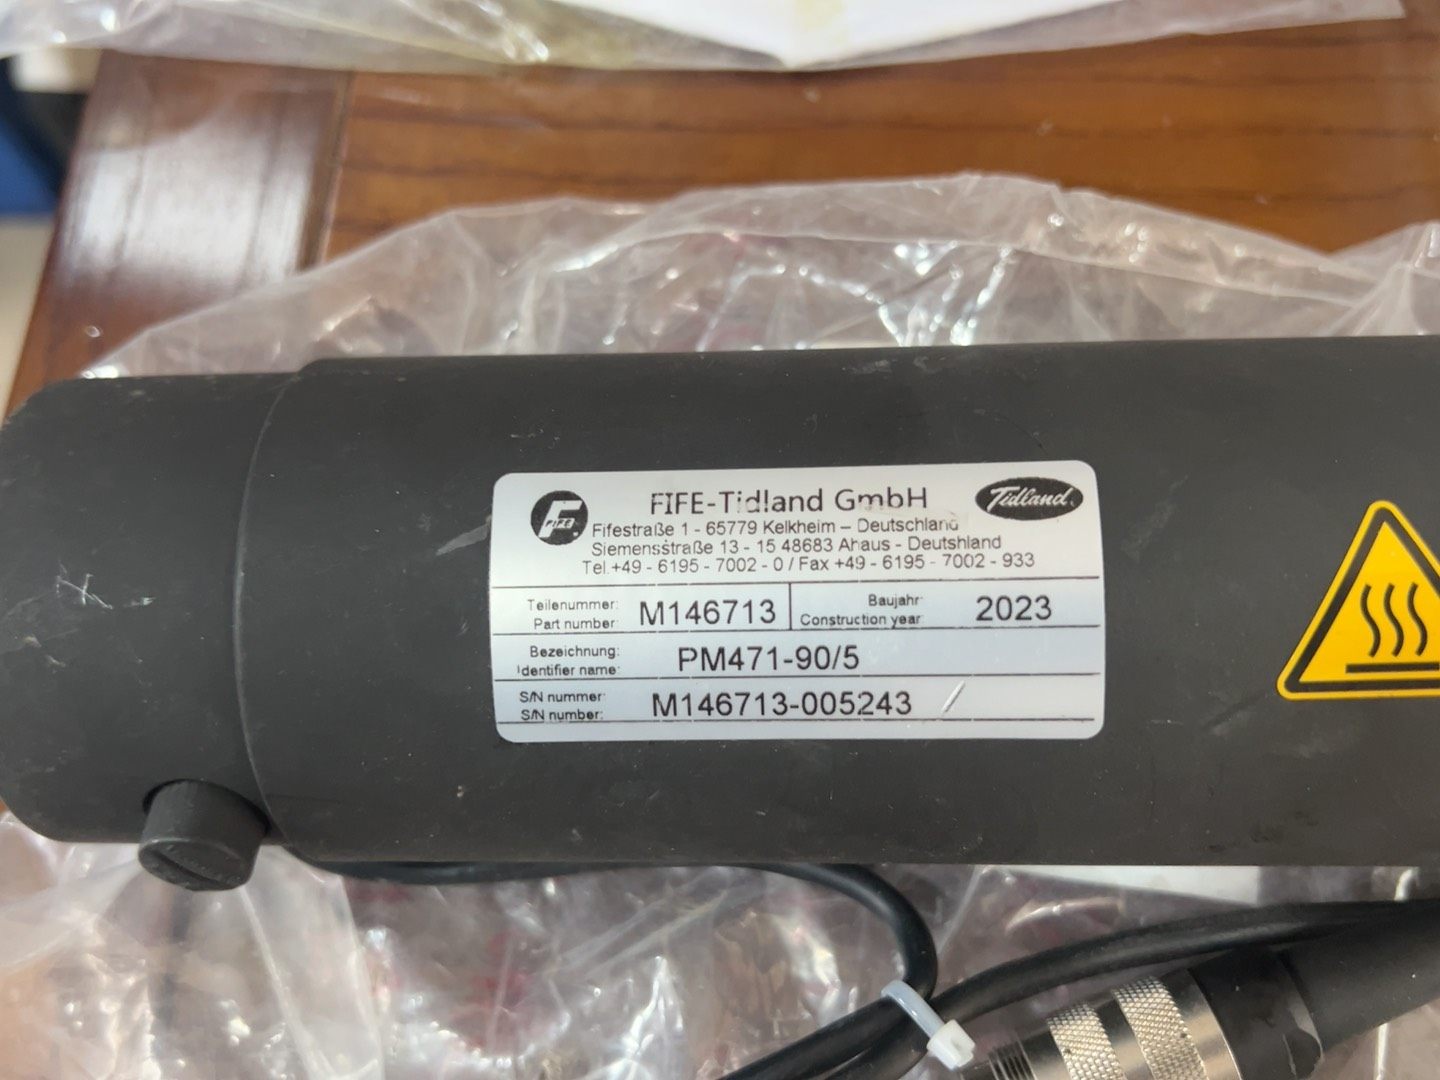 FIFE
FIFE-Tidland GmbH
Tidland
Fifestraße 1 - 65779 Kelkheim – Deutschland
Siemensstraße 13 - 15 48683 Ahaus - Deutshland
Tel.+49 - 6195 - 7002 - 0 / Fax +49 - 6195 - 7002 - 933
Teilenummer:
Part number: M146713
Baujahr:
Construction year 2023
Bezeichnung:
Identifier name: PM471-90/5
S/N nummer:
S/N number: M146713-005243